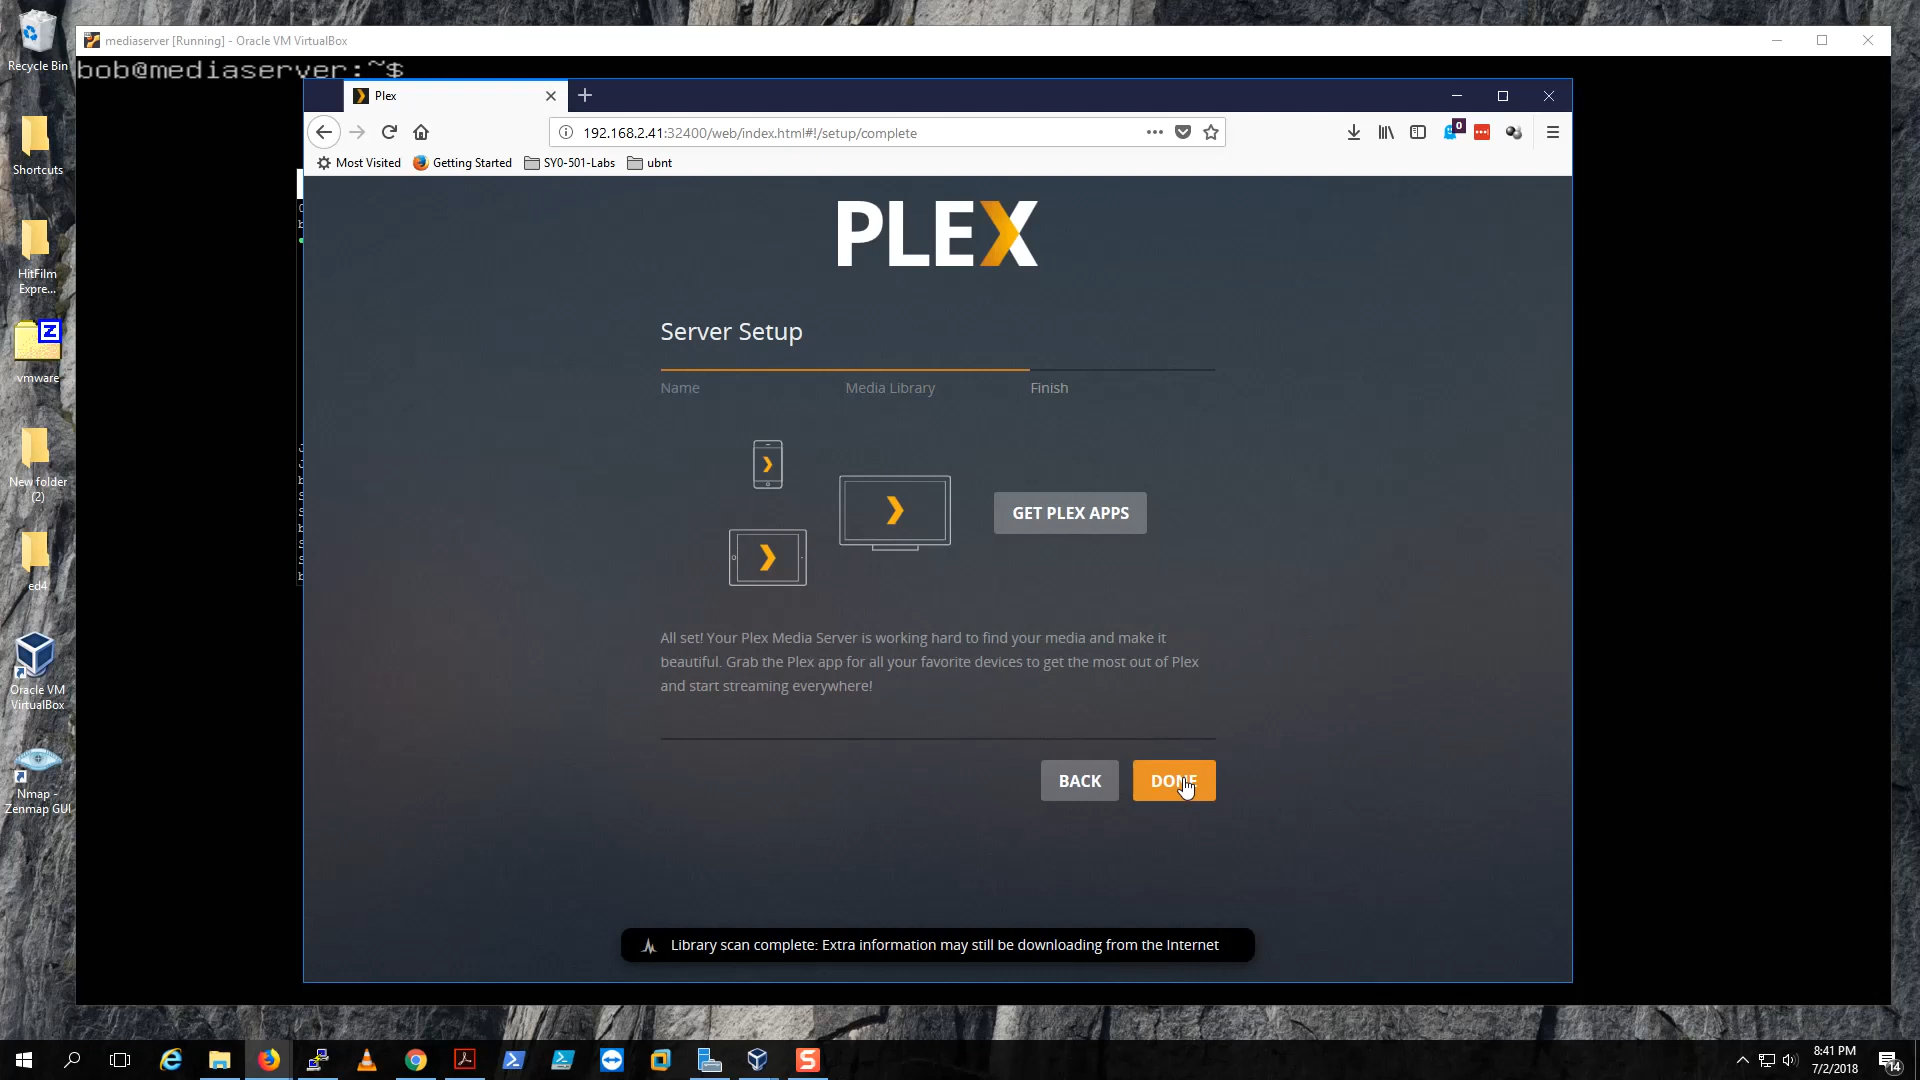 Recycle Bin
Shortcuts
HitFilm
Expre...
Z
vmware
New folder
(2)
ed4
Oracle VM
VirtualBox
Nmap -
Zenmap GUI
mediaserver [Running] - Oracle VM VirtualBox
bob@mediaserver:~$
Plex
192.168.2.41:32400/web/index.html#!/setup/complete
0
Most Visited
Getting Started
SY0-501-Labs
ubnt
PLEX
Server Setup
Name
Media Library
Finish
GET PLEX APPS
All set! Your Plex Media Server is working hard to find your media and make it
beautiful. Grab the Plex app for all your favorite devices to get the most out of Plex
and start streaming everywhere!
BACK
DONE
Library scan complete: Extra information may still be downloading from the Internet
8:41 PM
7/2/2018
14